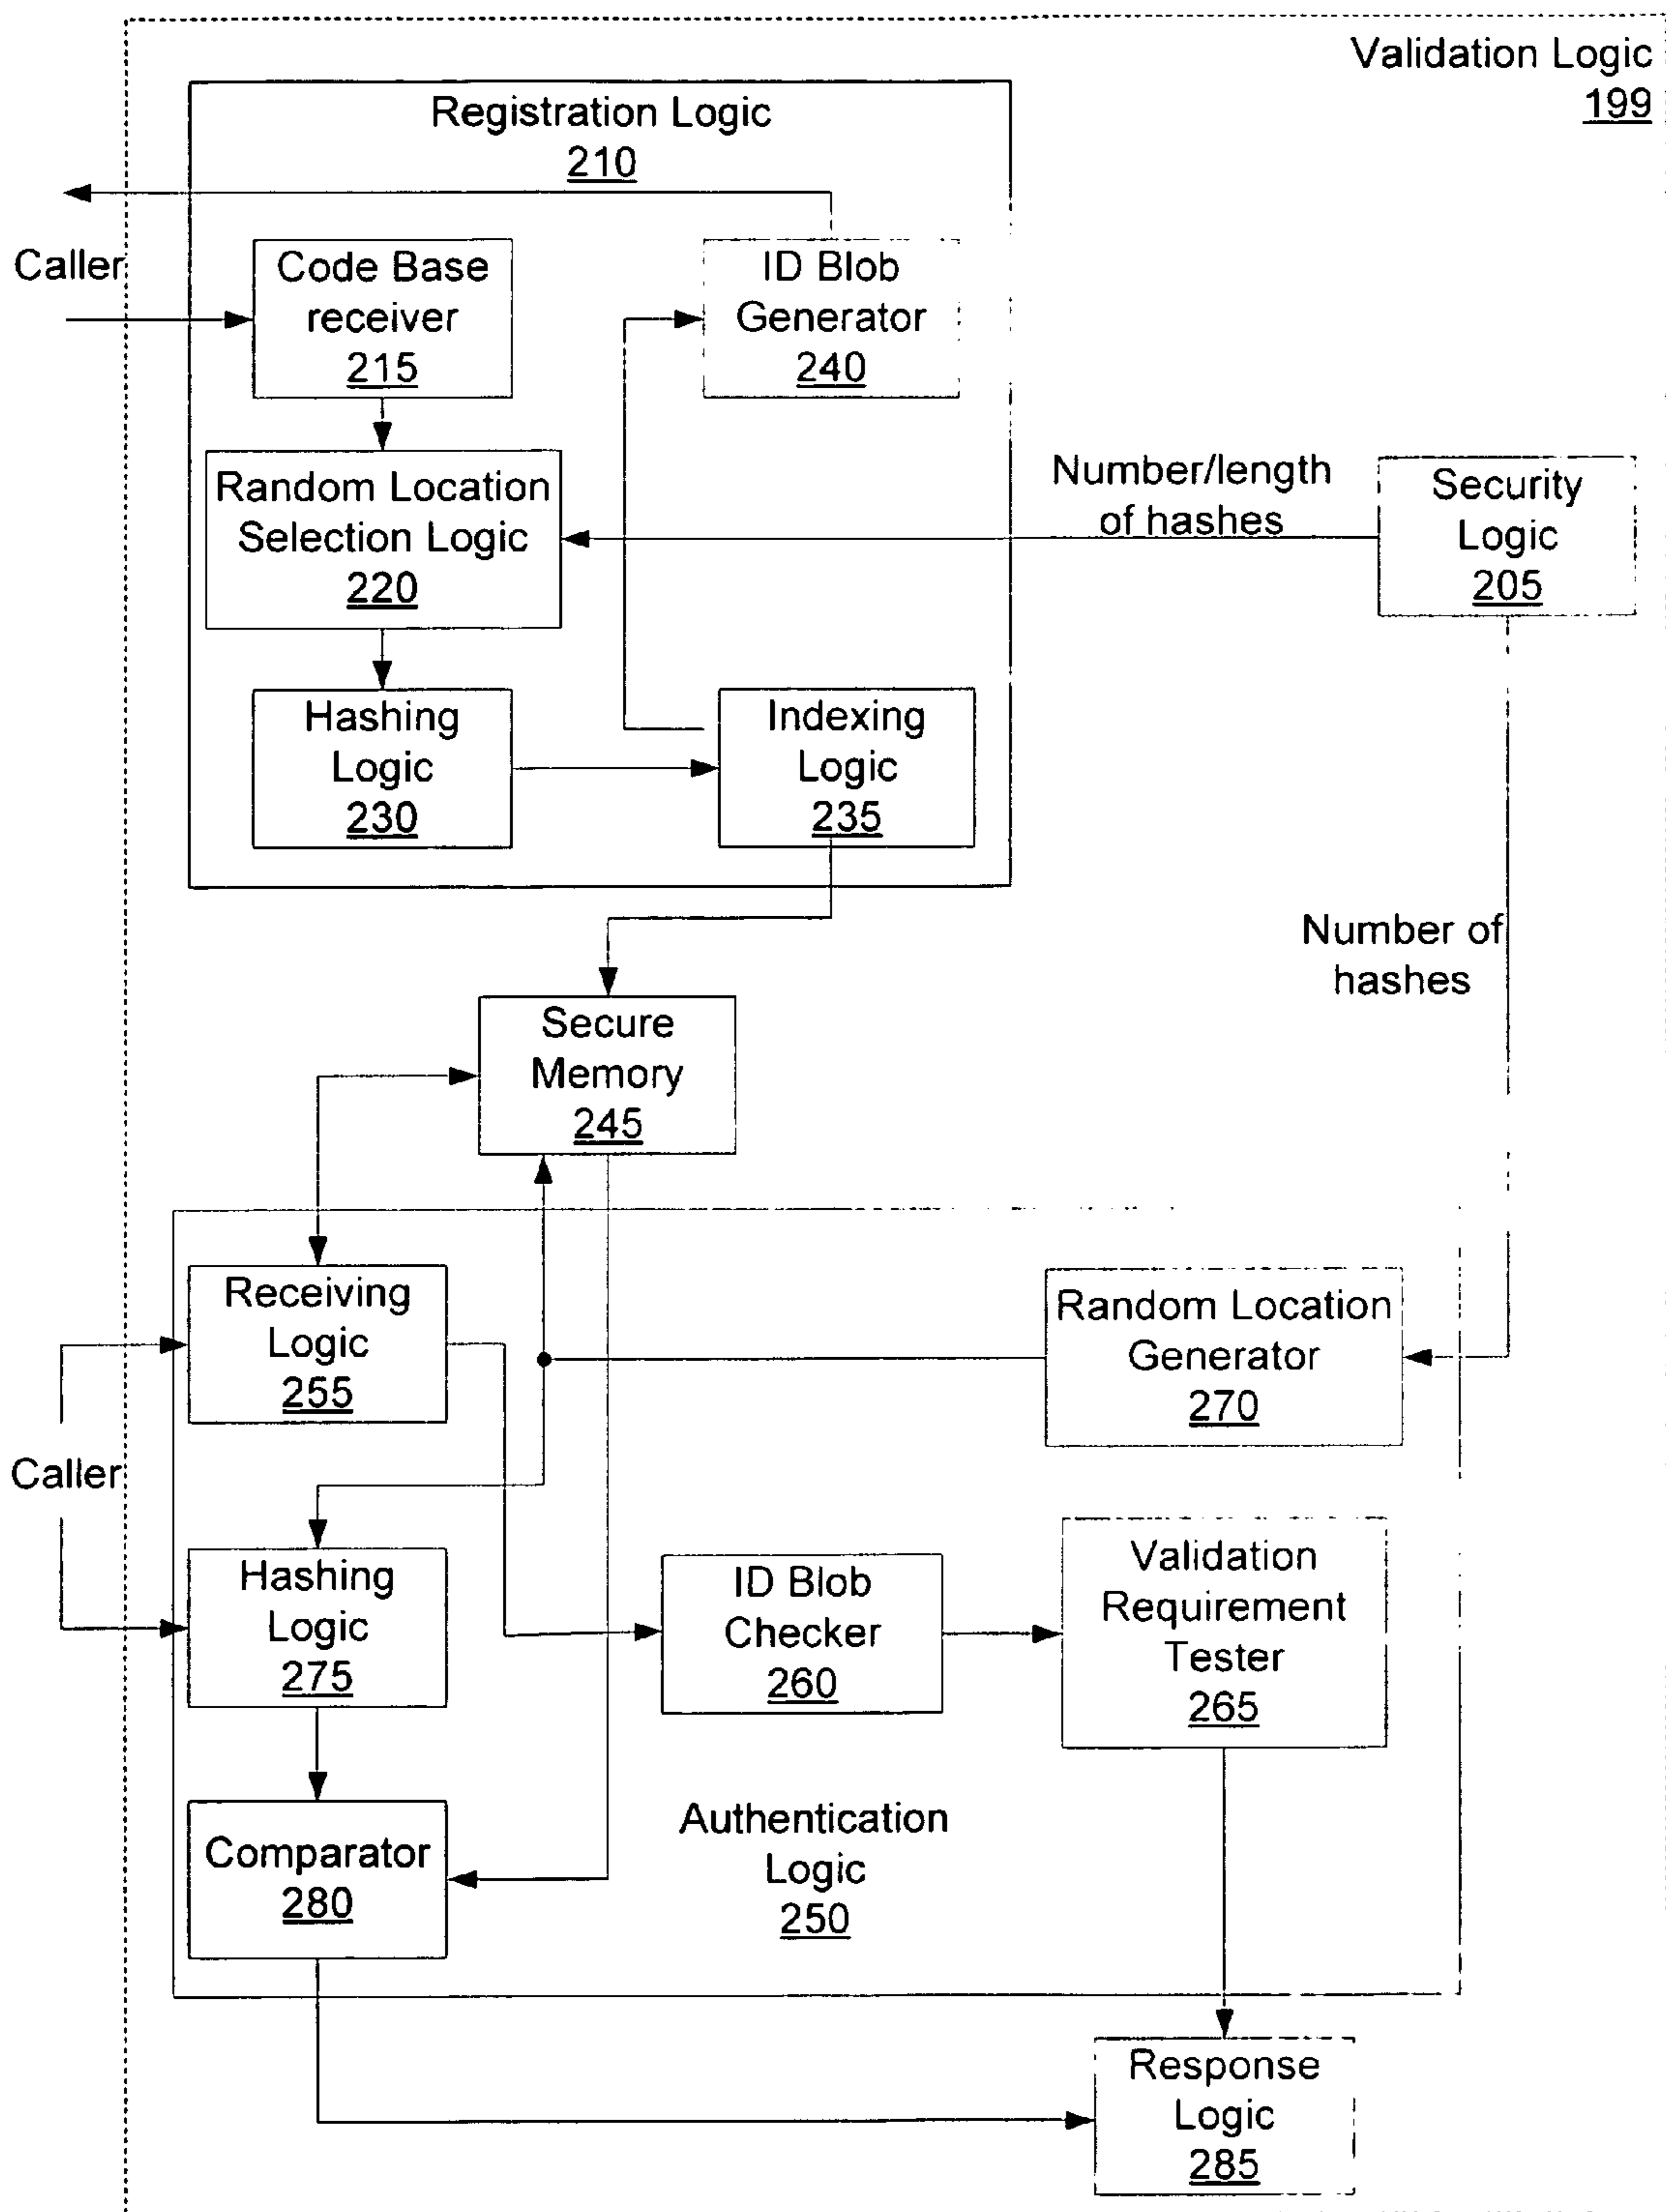 Validation Logic
199
Registration Logic
210
Caller
Code Base
receiver
215
ID Blob
Generator
240
Random Location
Selection Logic
220
Number/length
of hashes
Security
Logic
205
Hashing
Logic
230
Indexing
Logic
235
Number of
hashes
Secure
Memory
245
Receiving
Logic
255
Random Location
Generator
270
Caller
Hashing
Logic
275
ID Blob
Checker
260
Validation
Requirement
Tester
265
Comparator
280
Authentication
Logic
250
Response
Logic
285